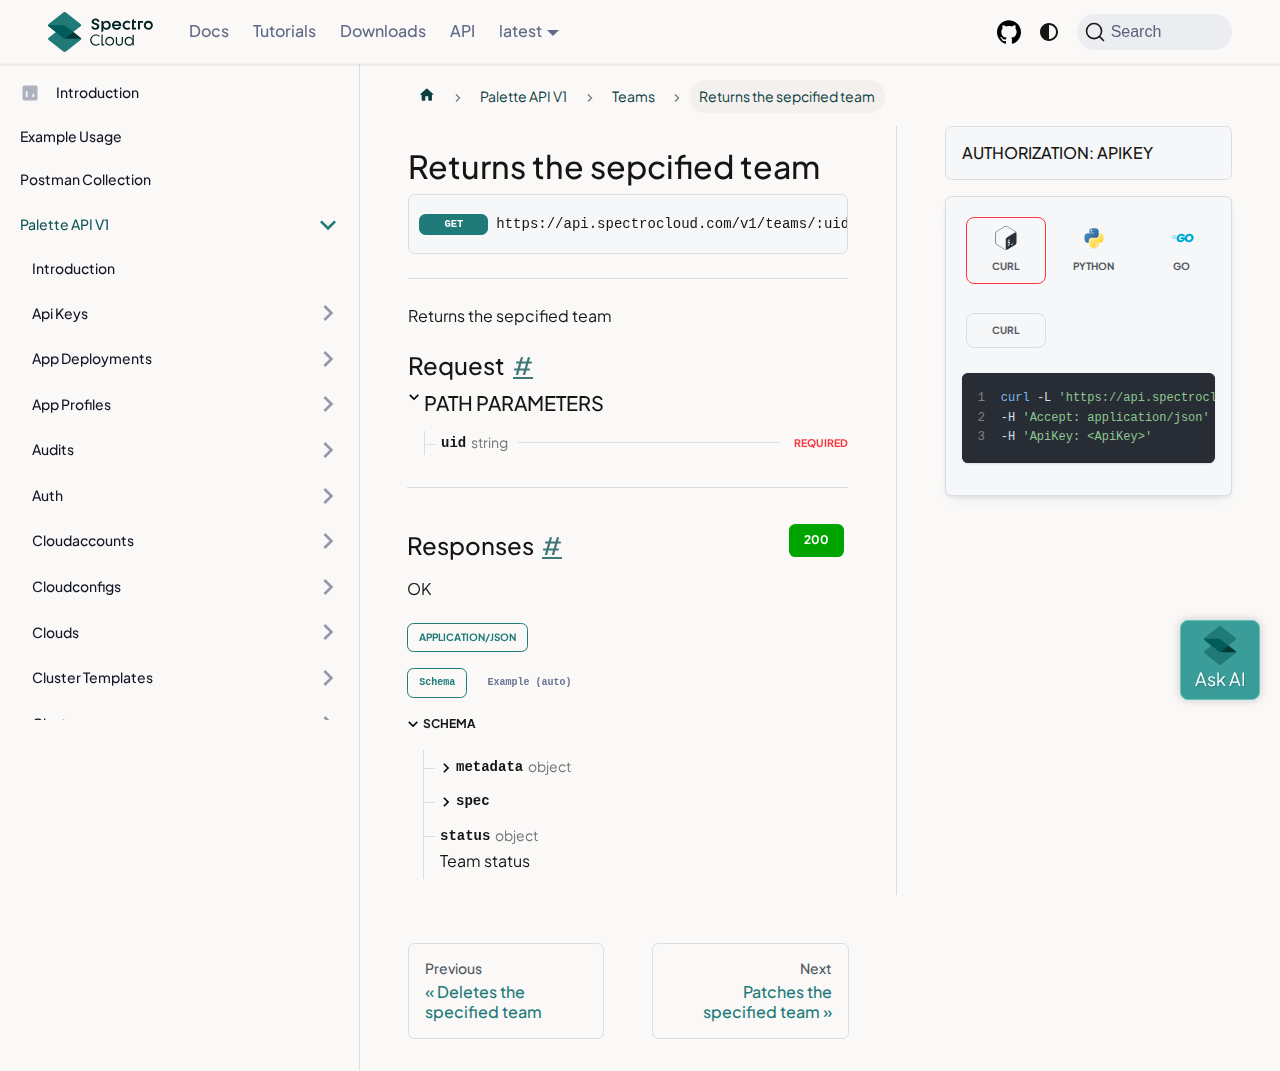 Spectro
Cloud
Docs
Tutorials
Downloads
API
latest
Search
Introduction
Example Usage
Postman Collection
Palette API V1
Introduction
Api Keys
App Deployments
App Profiles
Audits
Auth
Cloudaccounts
Cloudconfigs
Clouds
Cluster Templates
Palette API V1
Teams
Returns the sepcified team
Returns the sepcified team
GET https://api.spectrocloud.com/v1/teams/:uid
Returns the sepcified team
Request #
PATH PARAMETERS
uid string REQUIRED
Responses #
200
OK
APPLICATION/JSON
Schema Example (auto)
SCHEMA
metadata object
spec
status object
Team status
Previous
« Deletes the
specified team
Next
Patches the
specified team »
AUTHORIZATION: APIKEY
CURL PYTHON GO
CURL
1 curl -L 'https://api.spectrocl
2 -H 'Accept: application/json'
3 -H 'ApiKey: <ApiKey>'
Ask AI